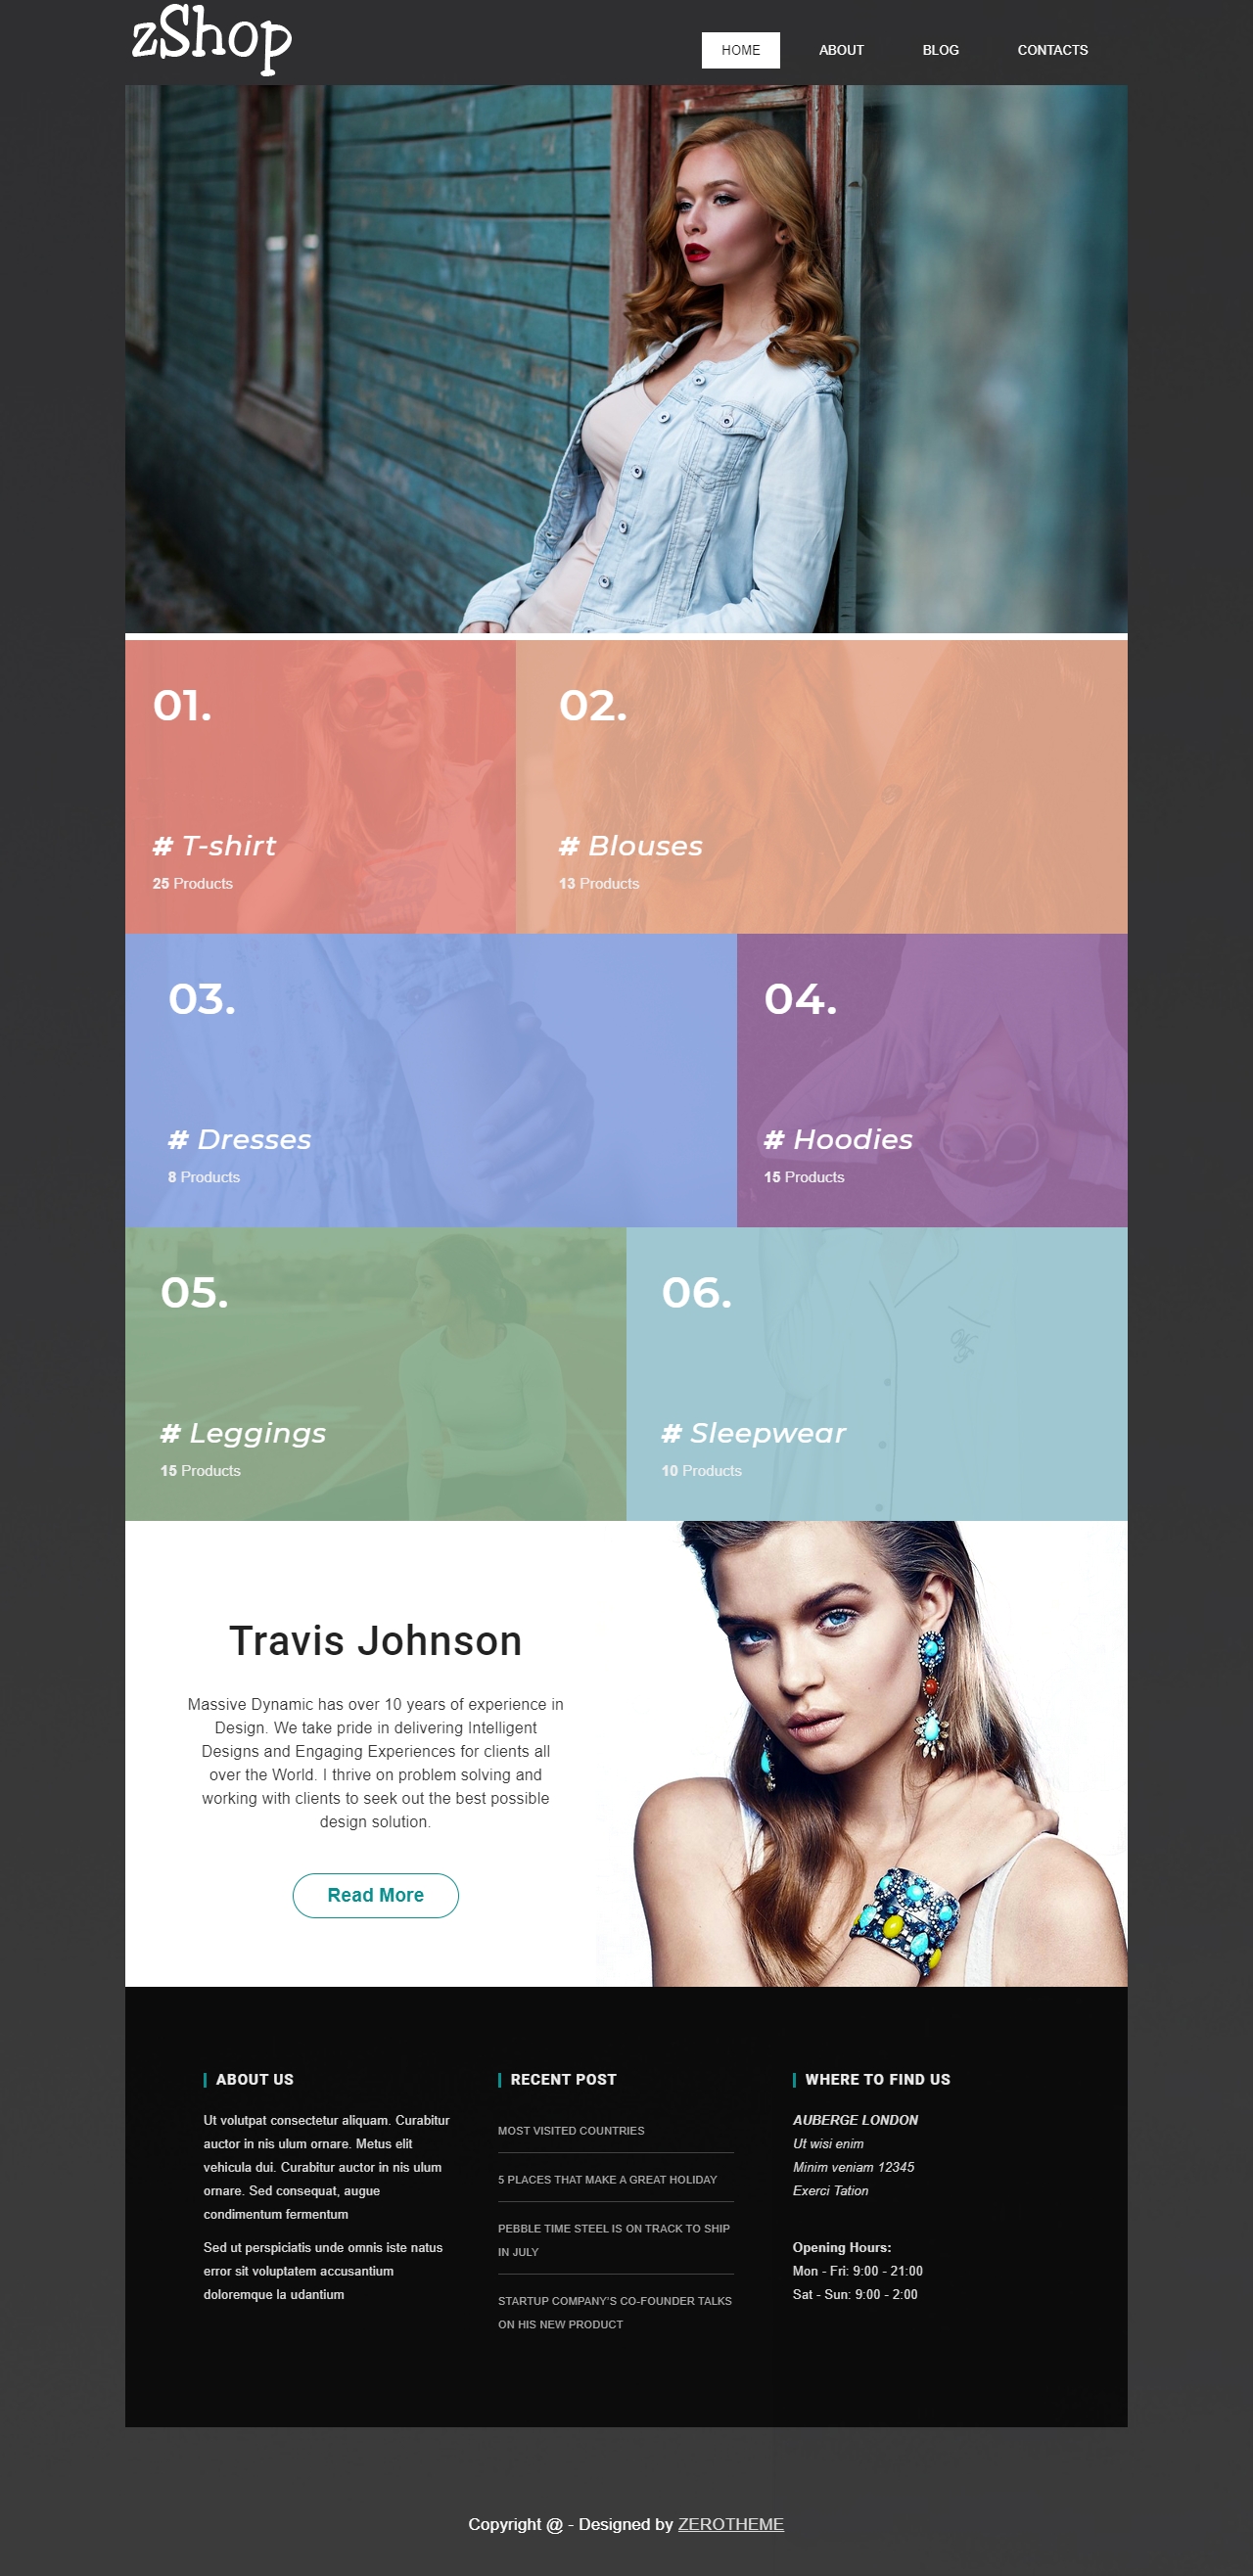 zShop
HOME ABOUT BLOG CONTACTS
01.
# T-shirt
25 Products
02.
# Blouses
13 Products
03.
# Dresses
8 Products
04.
# Hoodies
15 Products
05.
# Leggings
15 Products
06.
# Sleepwear
10 Products
Travis Johnson
Massive Dynamic has over 10 years of experience in
Design. We take pride in delivering Intelligent
Designs and Engaging Experiences for clients all
over the World. I thrive on problem solving and
working with clients to seek out the best possible
design solution.
Read More
ABOUT US
Ut volutpat consectetur aliquam. Curabitur
auctor in nis ulum ornare. Metus elit
vehicula dui. Curabitur auctor in nis ulum
ornare. Sed consequat, augue
condimentum fermentum
Sed ut perspiciatis unde omnis iste natus
error sit voluptatem accusantium
doloremque la udantium
RECENT POST
MOST VISITED COUNTRIES
5 PLACES THAT MAKE A GREAT HOLIDAY
PEBBLE TIME STEEL IS ON TRACK TO SHIP
IN JULY
STARTUP COMPANY'S CO-FOUNDER TALKS
ON HIS NEW PRODUCT
WHERE TO FIND US
AUBERGE LONDON
Ut wisi enim
Minim veniam 12345
Exerci Tation
Opening Hours:
Mon - Fri: 9:00 - 21:00
Sat - Sun: 9:00 - 2:00
Copyright @ - Designed by ZEROTHEME